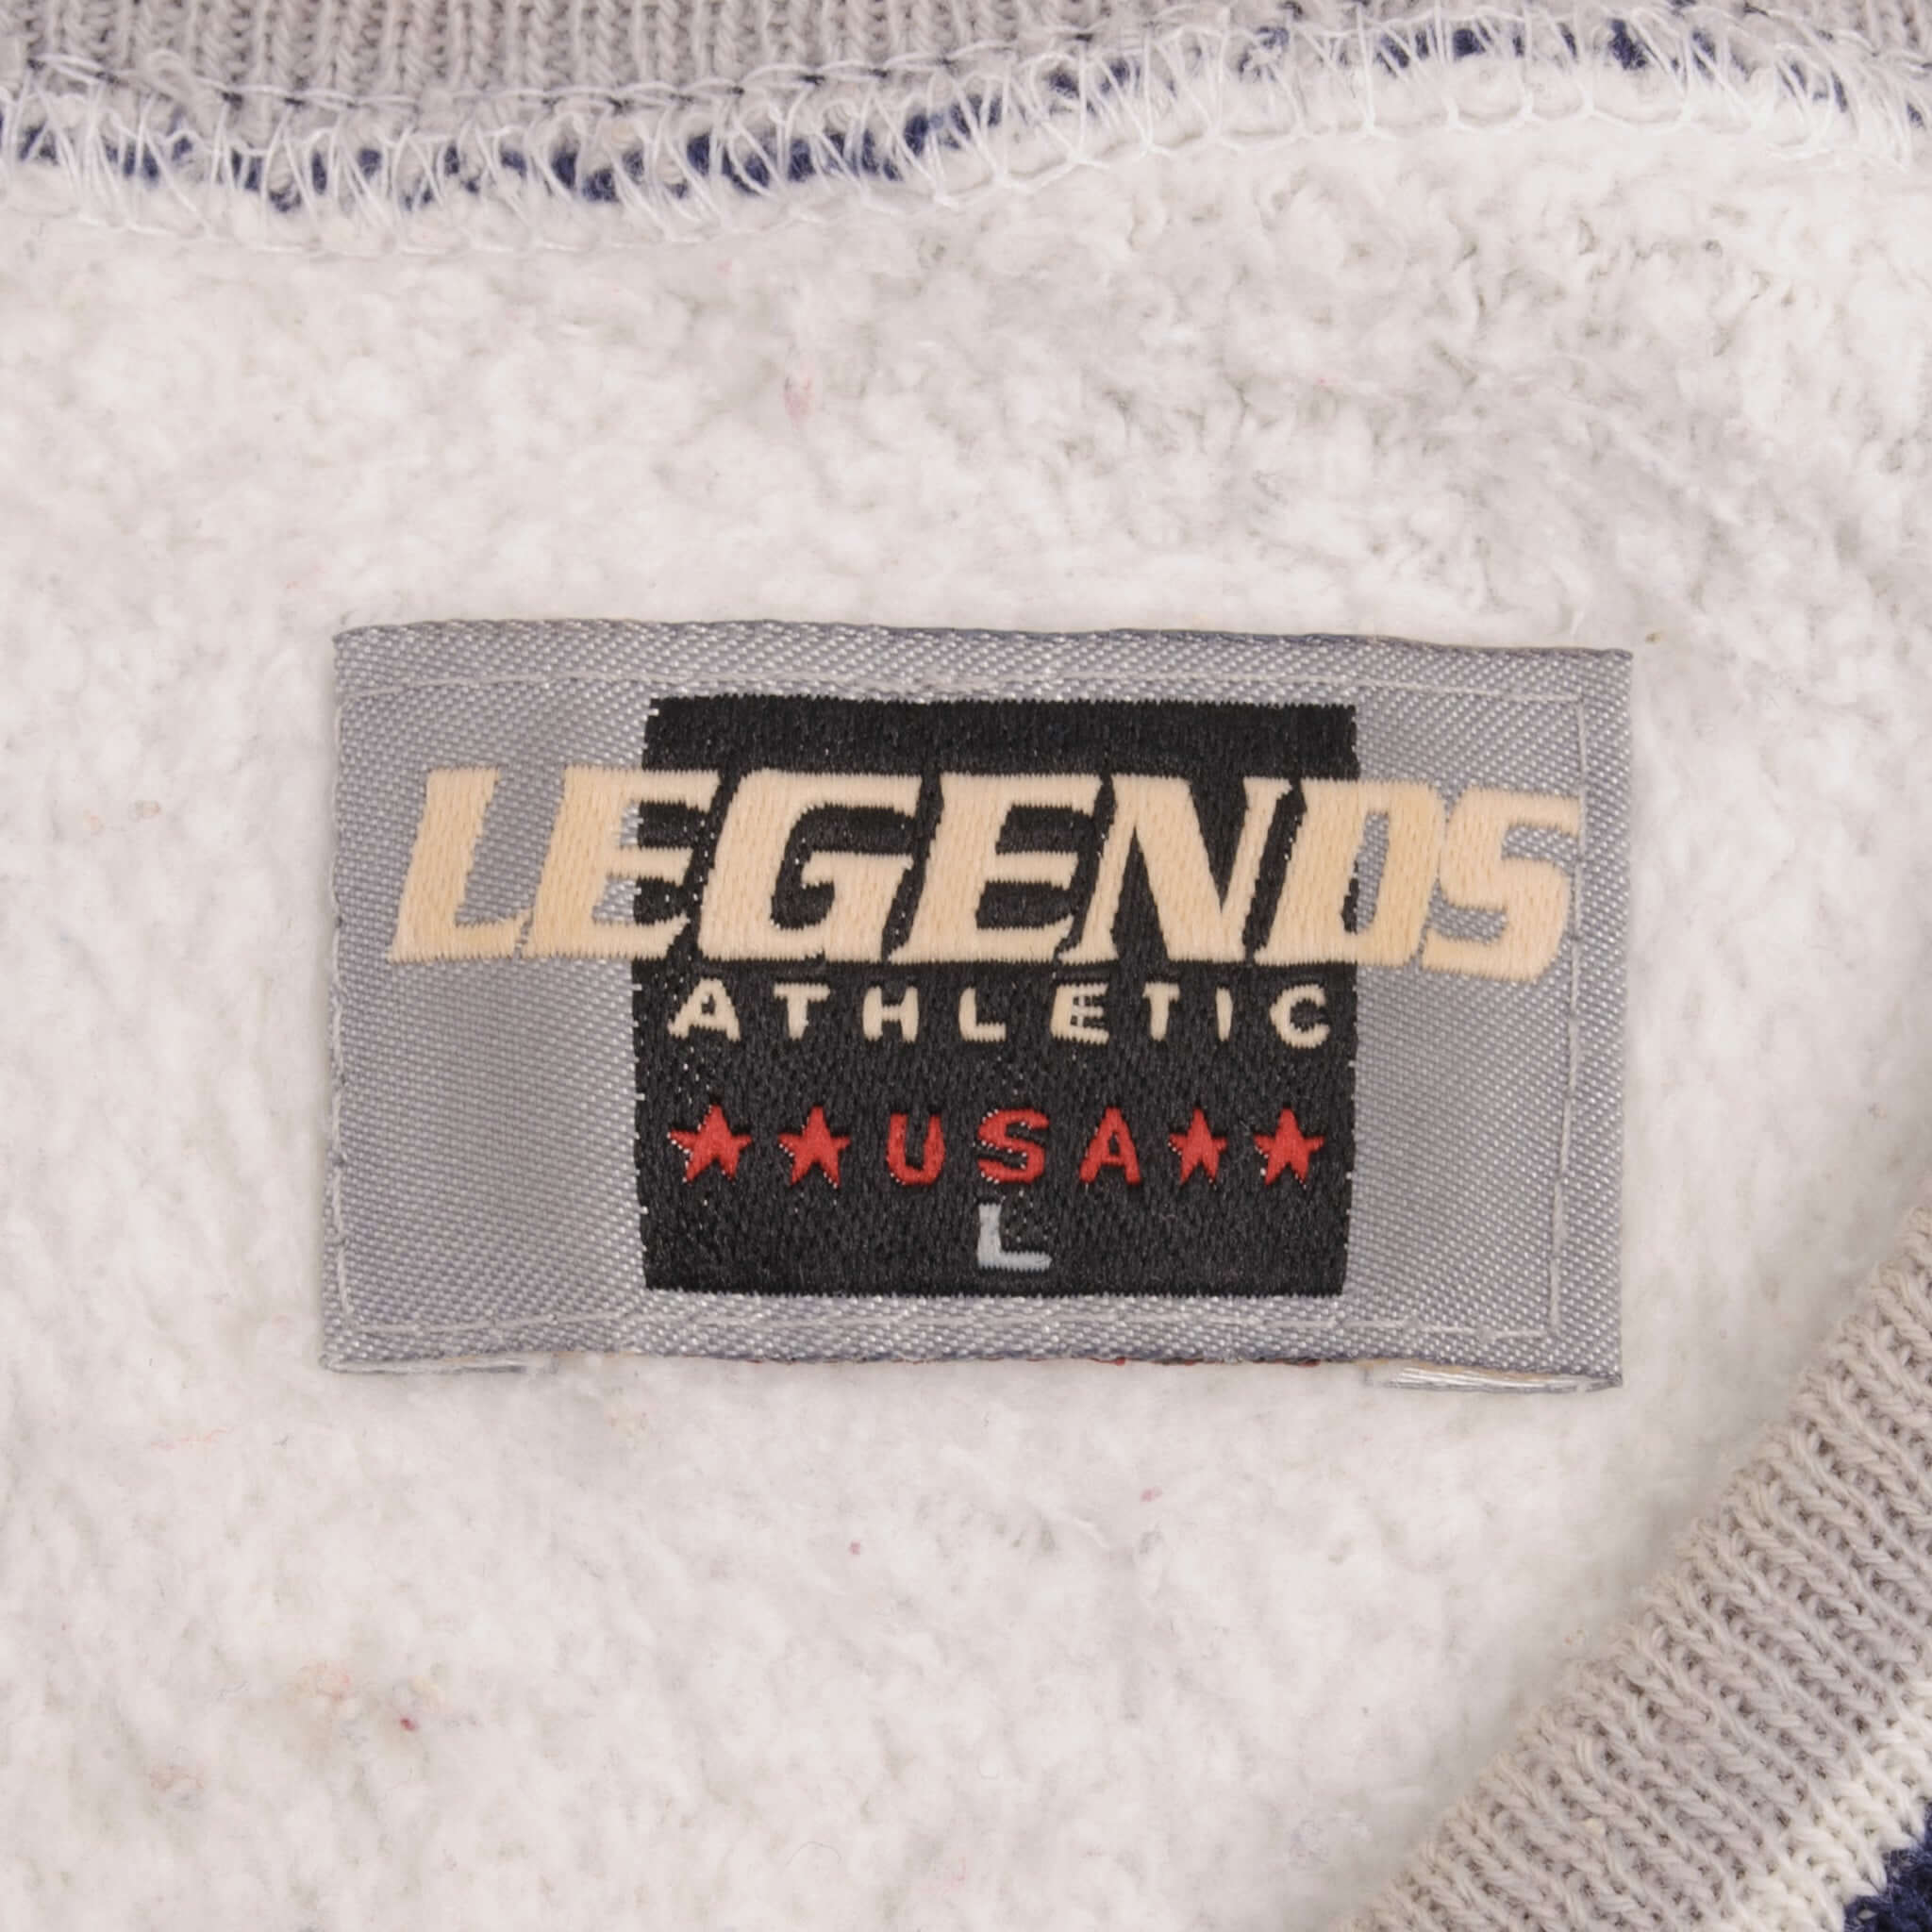 LEGENDS
ATHLETIC
★★USA★★
L